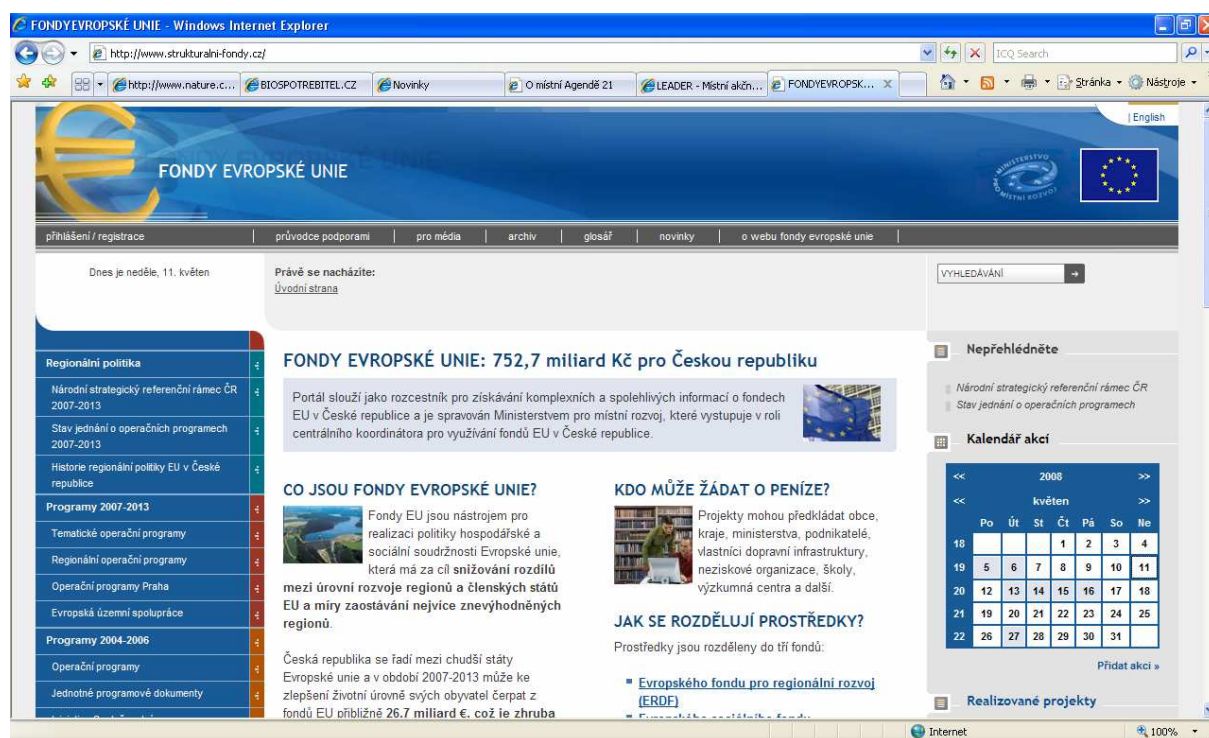 FONDYEVROPSKÉ UNIE - Windows Internet Explorer
http://www.strukturalni-fondy.cz/
ICQ Search
http://www.nature.c...
BIOSPOTREBITEL.CZ
Novinky
O místní Agendě 21
LEADER - Místní akčn...
FONDYEVROPSK...
Stránka
Nástroje
| English
FONDY EVROPSKÉ UNIE
MINISTERSTVO
PRO MÍSTNÍ ROZVOJ
přihlášení / registrace
průvodce podporami
pro média
archiv
glosář
novinky
o webu fondy evropské unie
Dnes je neděle, 11. květen
Právě se nacházíte:
Úvodní strana
VYHLEDÁVÁNÍ
Regionální politika
Národní strategický referenční rámec ČR
2007-2013
Stav jednání o operačních programech
2007-2013
Historie regionální politiky EU v České
republice
Programy 2007-2013
Tematické operační programy
Regionální operační programy
Operační programy Praha
Evropská územní spolupráce
Programy 2004-2006
Operační programy
Jednotné programové dokumenty
FONDY EVROPSKÉ UNIE: 752,7 miliard Kč pro Českou republiku
Portál slouží jako rozcestník pro získávání komplexních a spolehlivých informací o fondech
EU v České republice a je spravován Ministerstvem pro místní rozvoj, které vystupuje v roli
centrálního koordinátora pro využívání fondů EU v České republice.
CO JSOU FONDY EVROPSKÉ UNIE?
Fondy EU jsou nástrojem pro
realizaci politiky hospodářské a
sociální soudržnosti Evropské unie,
která má za cíl snižování rozdílů
mezi úrovní rozvoje regionů a členských států
EU a míry zaostávání nejvíce znevýhodněných
regionů.
Česká republika se řadí mezi chudší státy
Evropské unie a v období 2007-2013 může ke
zlepšení životní úrovně svých obyvatel čerpat z
fondů EU přibližně 26.7 miliard €, což je zhruba
KDO MŮŽE ŽÁDAT O PENÍZE?
Projekty mohou předkládat obce,
kraje, ministerstva, podnikatelé,
vlastníci dopravní infrastruktury,
neziskové organizace, školy,
výzkumná centra a další.
JAK SE ROZDĚLUJÍ PROSTŘEDKY?
Prostředky jsou rozděleny do tří fondů:
Evropského fondu pro regionální rozvoj
(ERDF)
Evropského sociálního fondu
Nepřehlédněte
Národní strategický referenční rámec ČR
Stav jednání o operačních programech
Kalendář akcí
<< 2008 >>
<< květen >>
Po Út St Čt Pá So Ne
18 1 2 3 4
19 5 6 7 8 9 10 11
20 12 13 14 15 16 17 18
21 19 20 21 22 23 24 25
22 26 27 28 29 30 31
Přidat akci »
Realizované projekty
Internet
100%